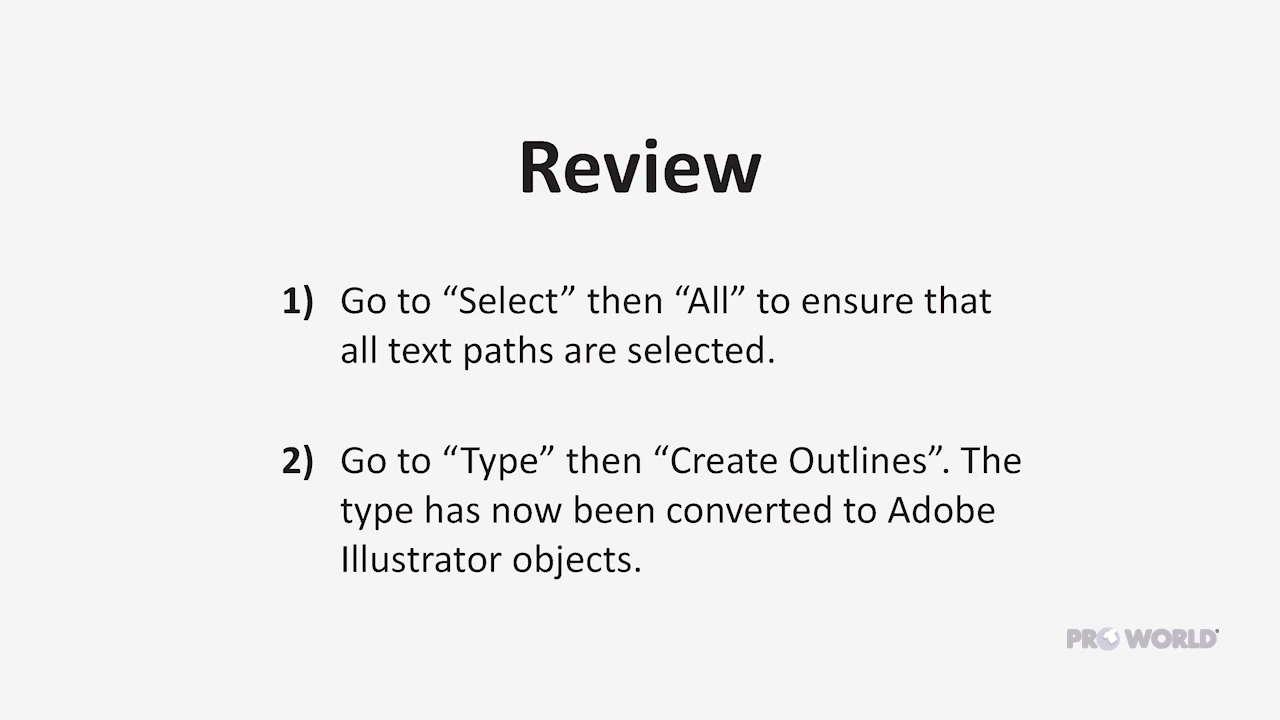 Review
1) Go to “Select” then “All” to ensure that
all text paths are selected.
2) Go to “Type” then “Create Outlines”. The
type has now been converted to Adobe
Illustrator objects.
PRO WORLD